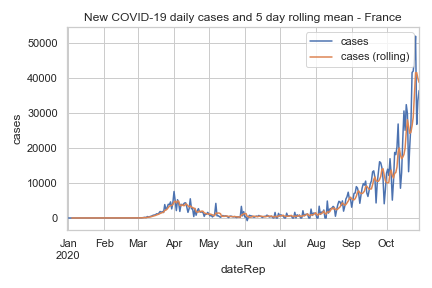 New COVID-19 daily cases and 5 day rolling mean - France
cases
cases (rolling)
50000
40000
30000
20000
10000
0
cases
Jan Feb Mar Apr May Jun Jul Aug Sep Oct
2020
dateRep